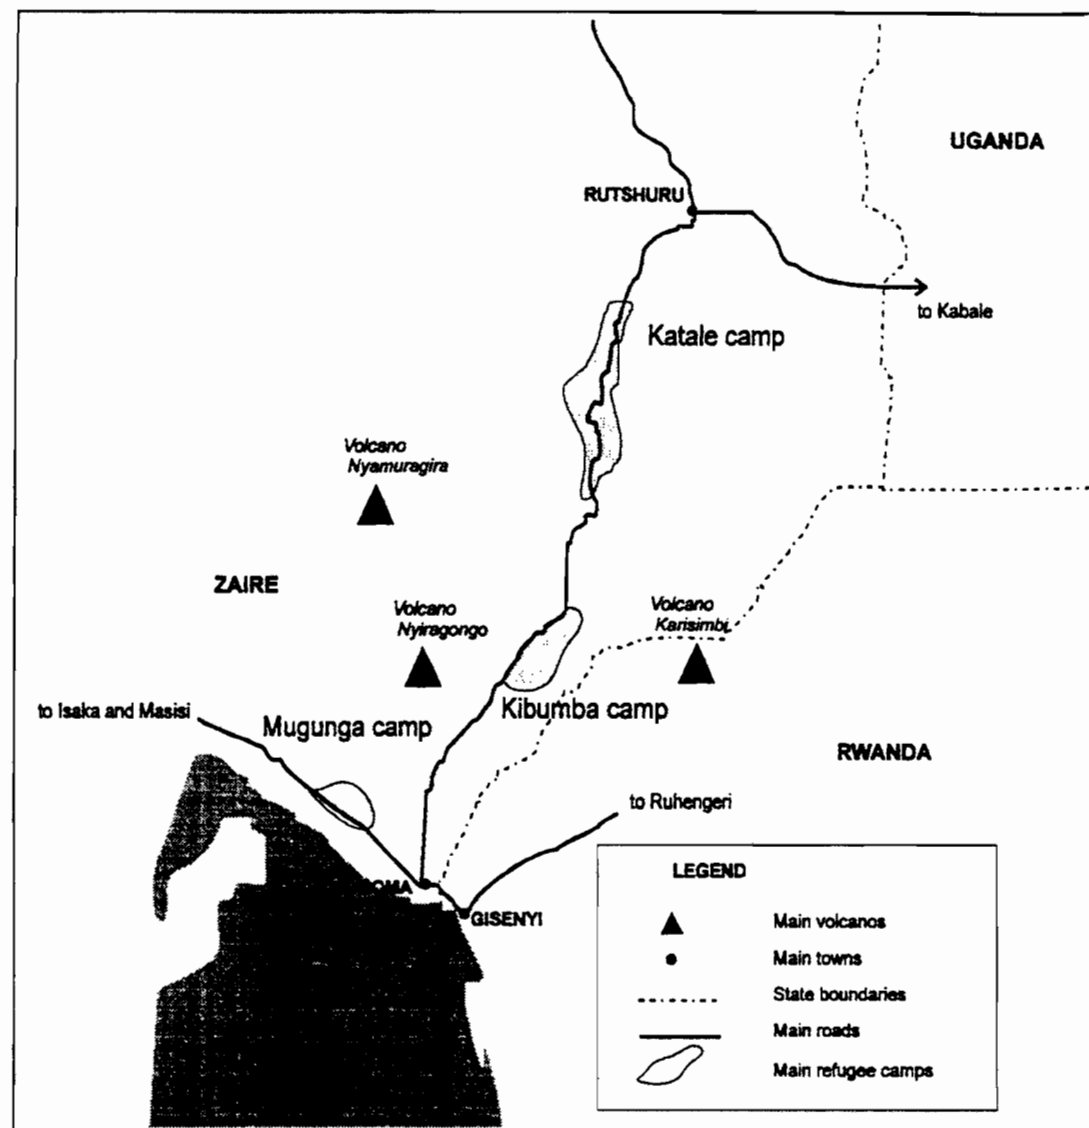 UGANDA
RUTSHURU
to Kabale
Katale camp
Volcano
Nyamuragira
ZAIRE
Volcano
Nyiragongo
Volcano
Karisimbi
to Isaka and Masisi
Mugunga camp
Kibumba camp
RWANDA
to Ruhengeri
OMA
GISENYI
LEGEND
Main volcanos
Main towns
State boundaries
Main roads
Main refugee camps